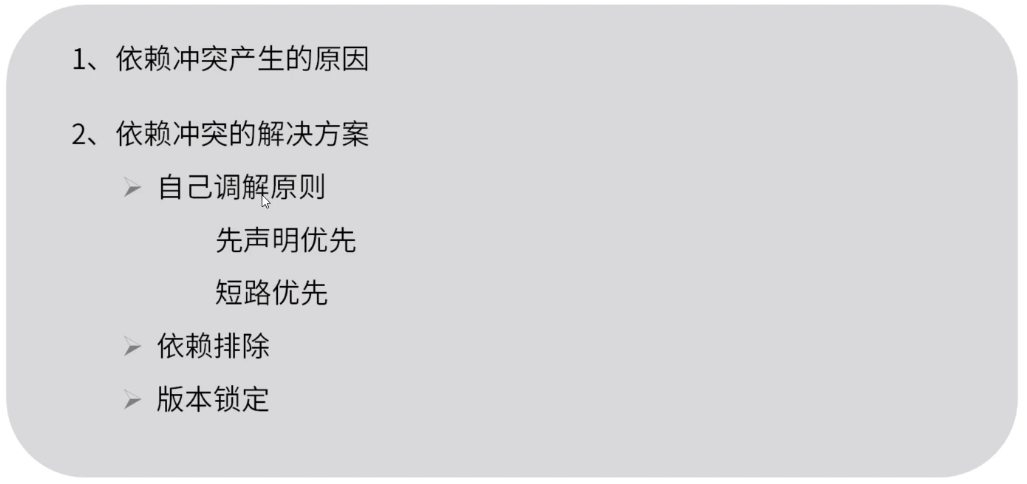 1、依赖冲突产生的原因
2、依赖冲突的解决方案
自己调解原则
先声明优先
短路优先
依赖排除
版本锁定